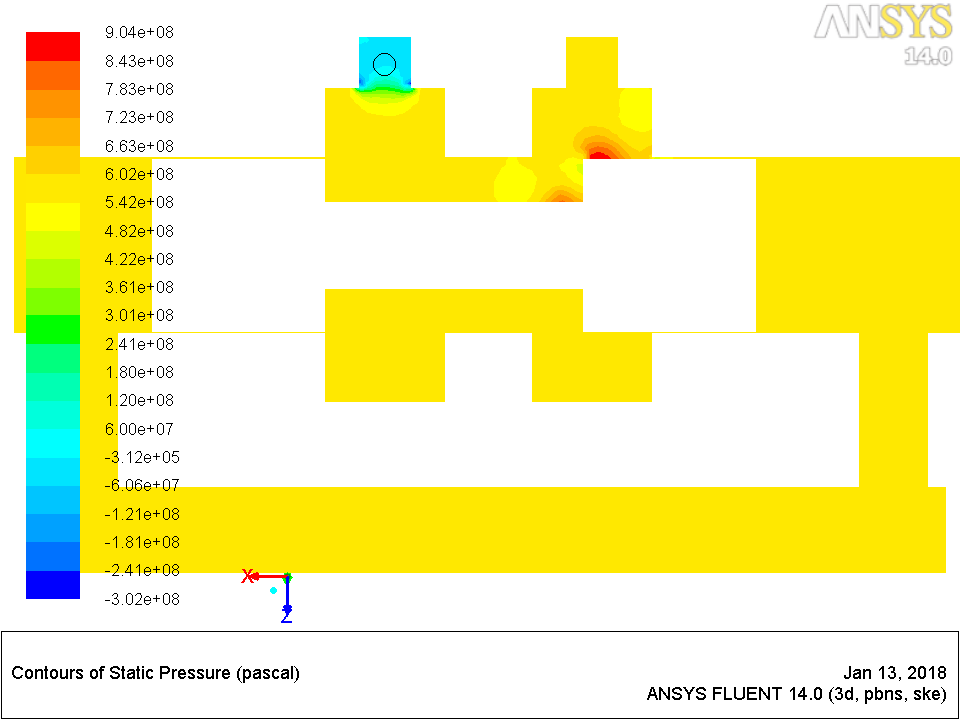 ANSYS
14.0
9.04e+08
8.43e+08
7.83e+08
7.23e+08
6.63e+08
6.02e+08
5.42e+08
4.82e+08
4.22e+08
3.61e+08
3.01e+08
2.41e+08
1.80e+08
1.20e+08
6.00e+07
-3.12e+05
-6.06e+07
-1.21e+08
-1.81e+08
-2.41e+08
-3.02e+08
X
Z
Contours of Static Pressure (pascal)
Jan 13, 2018
ANSYS FLUENT 14.0 (3d, pbns, ske)